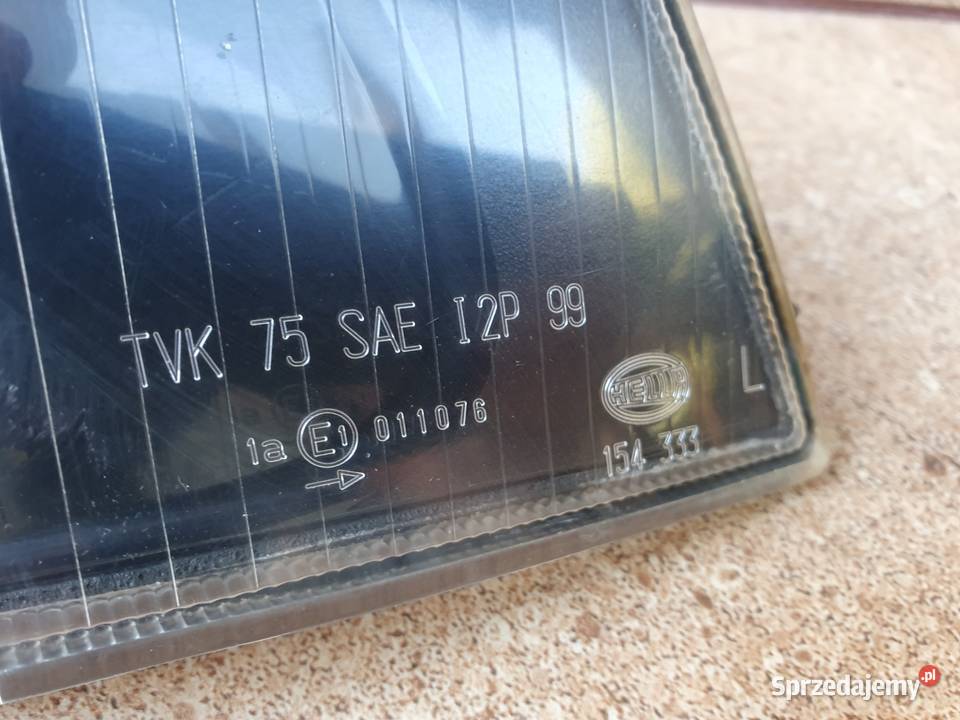 TVK 75 SAE I2P 99
1a E1 011076
HELLA
154 333
L
Sprzedajemy.pl